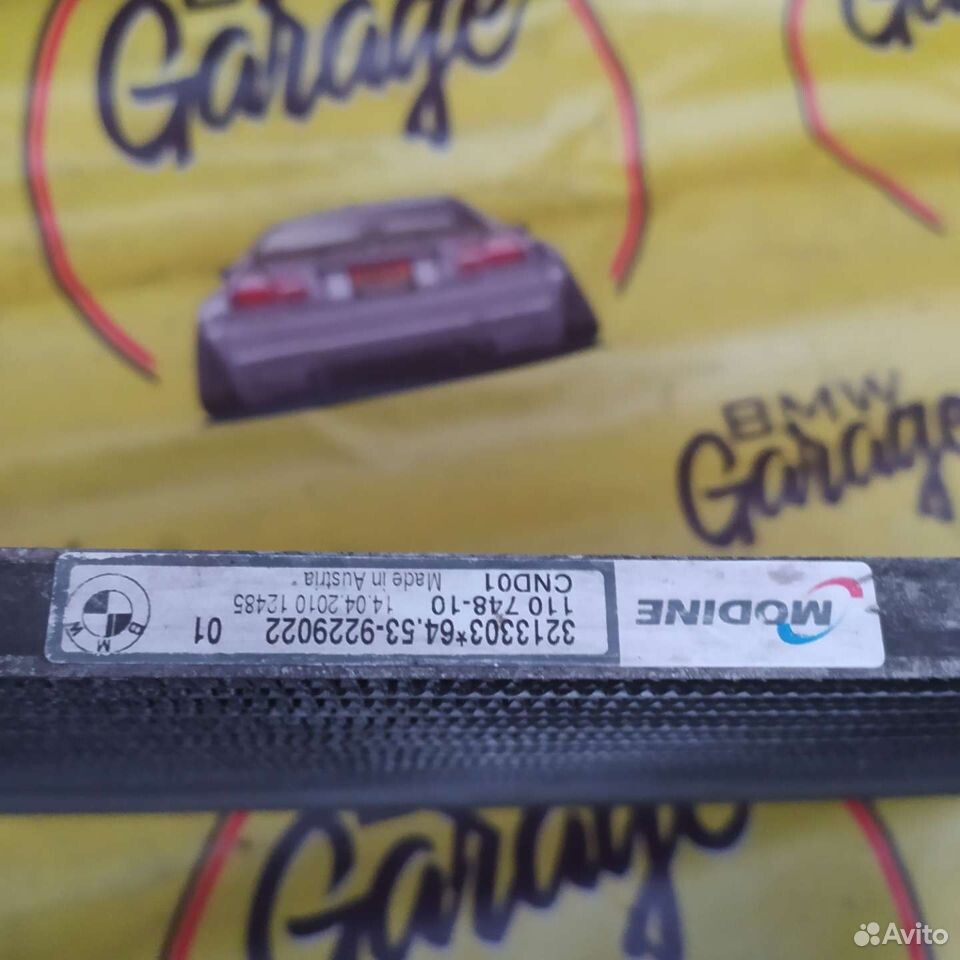 Garage
BMW
Garage
MODINE
3213303*64.53-9229022 01
110 748-10 14.04.2010 12485
CND01 Made in Austria
BMW
Garage
Avito